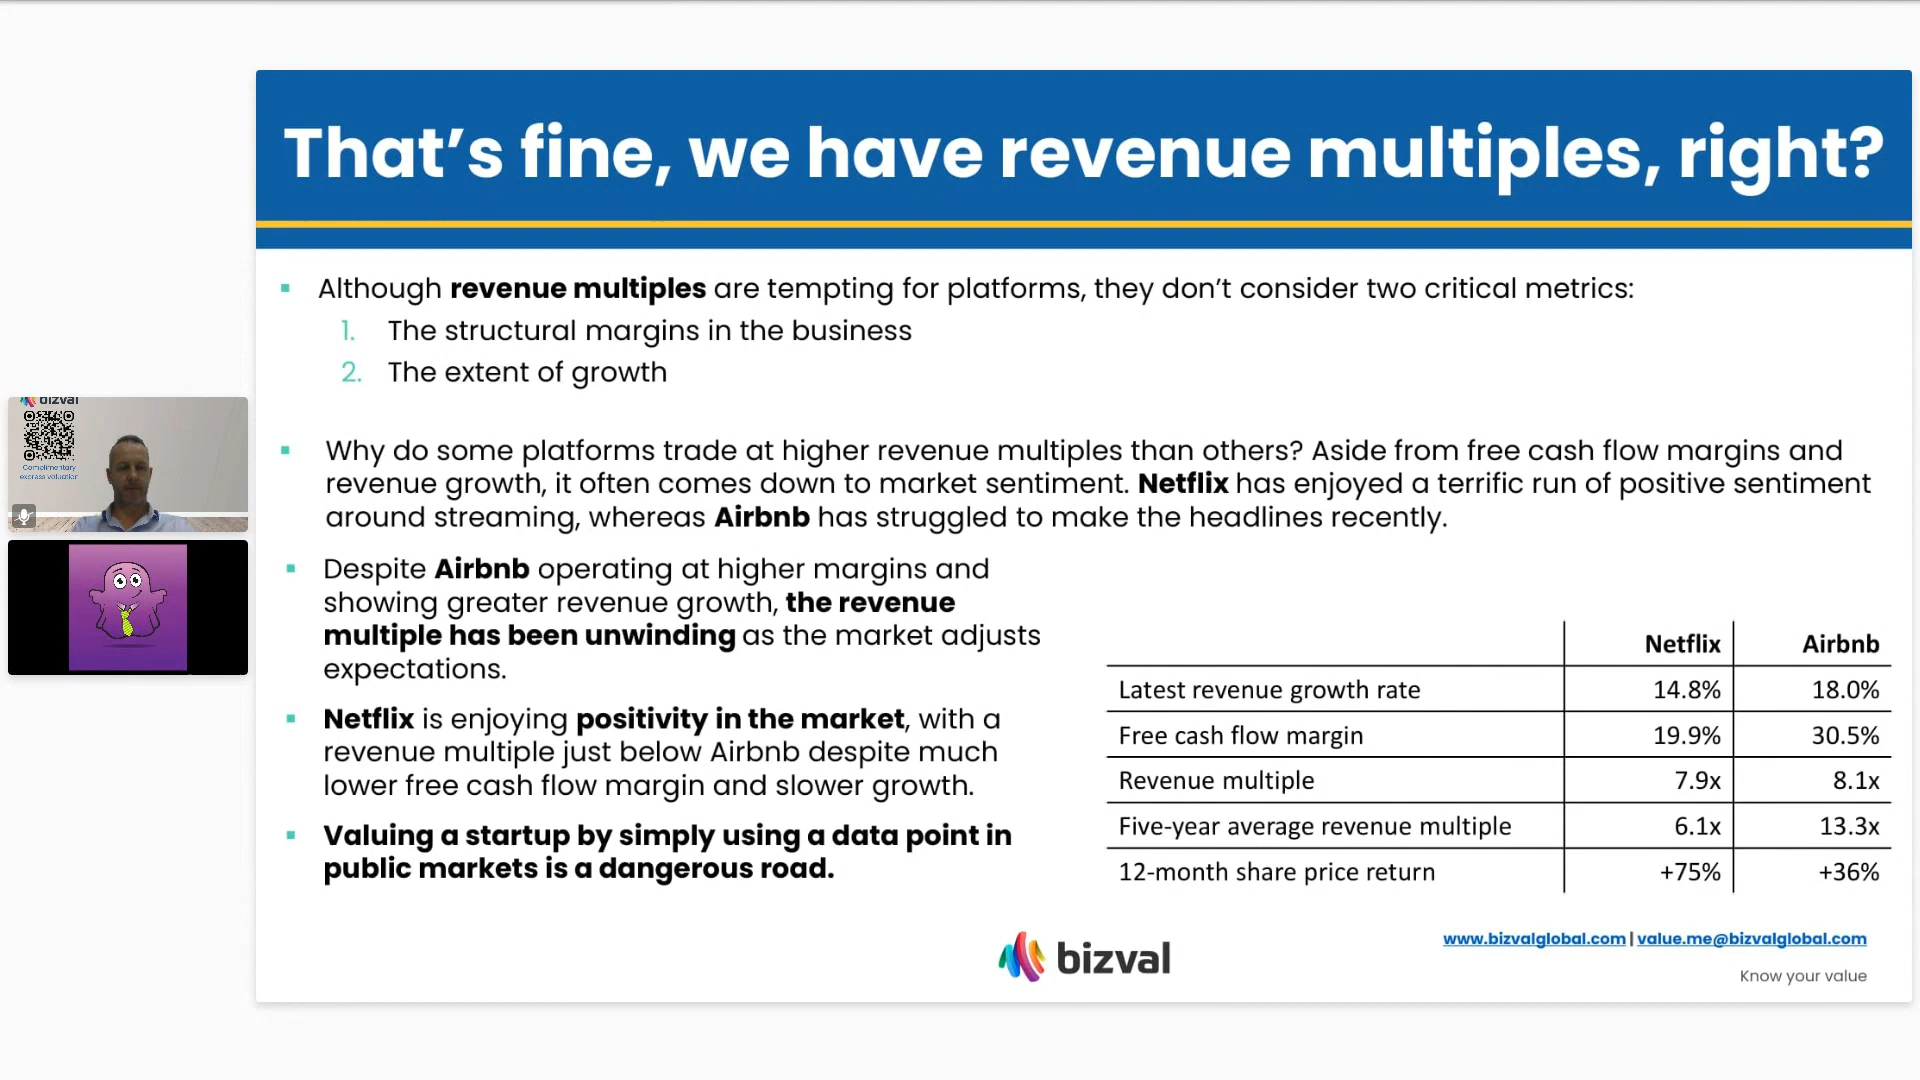 That's fine, we have revenue multiples, right?
▪ Although revenue multiples are tempting for platforms, they don't consider two critical metrics:
1. The structural margins in the business
2. The extent of growth
▪ Why do some platforms trade at higher revenue multiples than others? Aside from free cash flow margins and
revenue growth, it often comes down to market sentiment. Netflix has enjoyed a terrific run of positive sentiment
around streaming, whereas Airbnb has struggled to make the headlines recently.
▪ Despite Airbnb operating at higher margins and
showing greater revenue growth, the revenue
multiple has been unwinding as the market adjusts
expectations.
▪ Netflix is enjoying positivity in the market, with a
revenue multiple just below Airbnb despite much
lower free cash flow margin and slower growth.
▪ Valuing a startup by simply using a data point in
public markets is a dangerous road.
Netflix Airbnb
Latest revenue growth rate 14.8% 18.0%
Free cash flow margin 19.9% 30.5%
Revenue multiple 7.9x 8.1x
Five-year average revenue multiple 6.1x 13.3x
12-month share price return +75% +36%
bizval
www.bizvalglobal.com | value.me@bizvalglobal.com
Know your value
bizval
Complimentary
express valuation